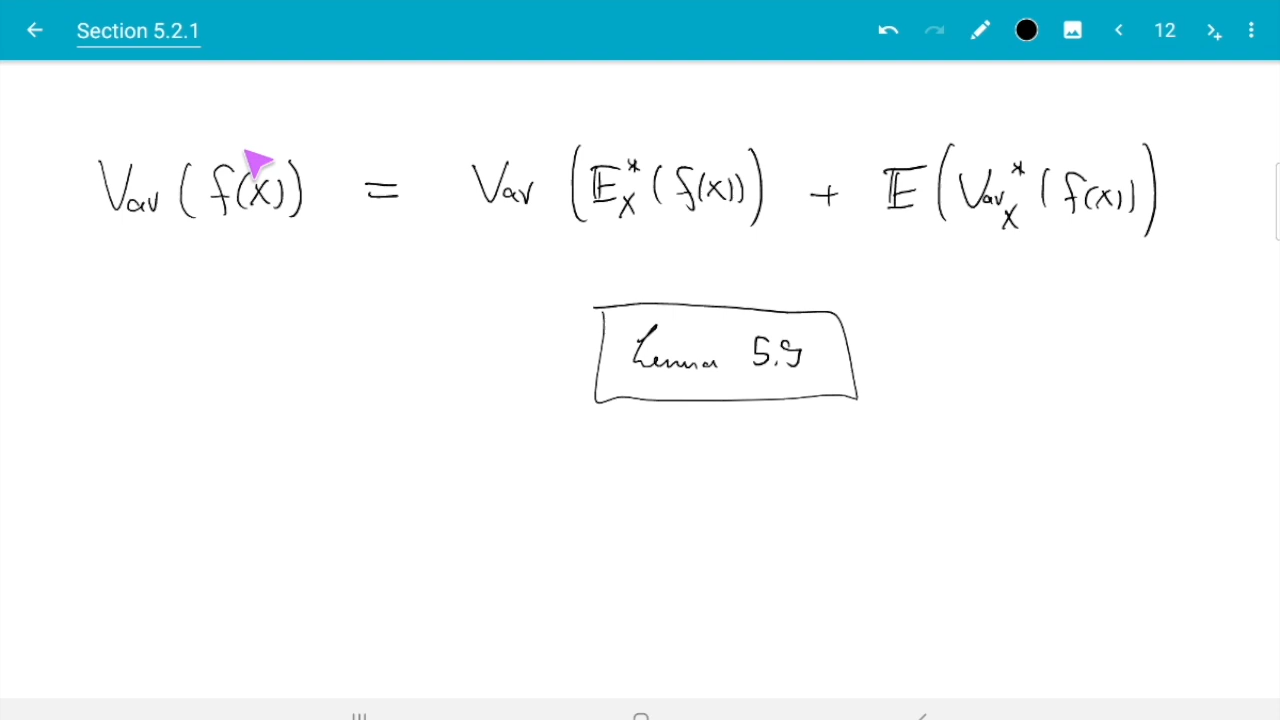 Section 5.2.1
12
Var (f(x)) = Var (𝔼*ₓ(f(x))) + 𝔼(Var*ₓ(f(x)))
Lemma 5.9